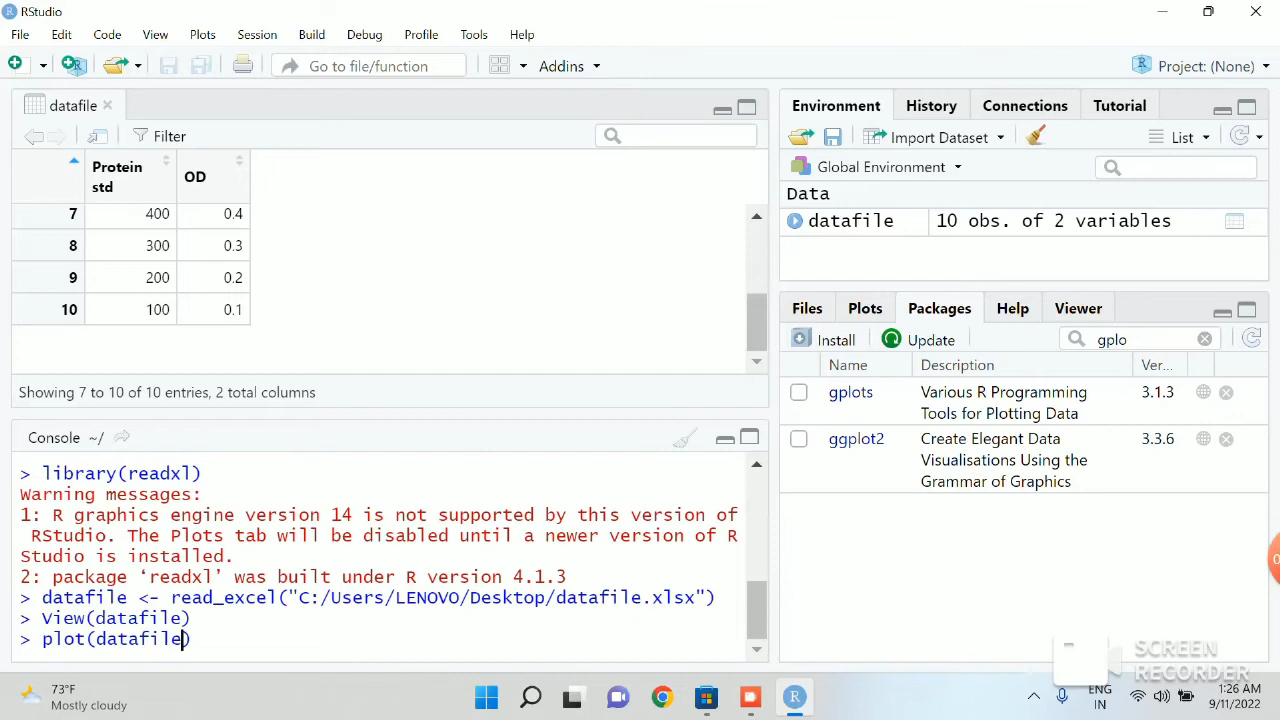 RStudio
File Edit Code View Plots Session Build Debug Profile Tools Help
Go to file/function Addins Project: (None)
datafile
Filter
Protein
std OD
7 400 0.4
8 300 0.3
9 200 0.2
10 100 0.1
Showing 7 to 10 of 10 entries, 2 total columns
Console ~/
> library(readxl)
Warning messages:
1: R graphics engine version 14 is not supported by this version of
RStudio. The Plots tab will be disabled until a newer version of R
Studio is installed.
2: package ‘readxl’ was built under R version 4.1.3
> datafile <- read_excel("C:/Users/LENOVO/Desktop/datafile.xlsx")
> View(datafile)
> plot(datafile)
Environment History Connections Tutorial
Import Dataset List
Global Environment
Data
datafile 10 obs. of 2 variables
Files Plots Packages Help Viewer
Install Update gplo
Name Description Ver...
gplots Various R Programming 3.1.3
Tools for Plotting Data
ggplot2 Create Elegant Data 3.3.6
Visualisations Using the
Grammar of Graphics
SCREEN
RECORDER
73°F
Mostly cloudy
ENG
IN
1:26 AM
9/11/2022